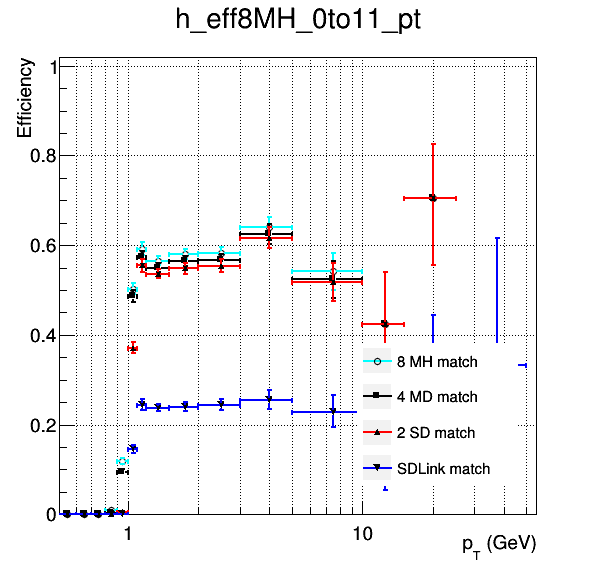 h_eff8MH_0to11_pt
Efficiency
1
0.8
0.6
0.4
0.2
0
8 MH match
4 MD match
2 SD match
SDLink match
1
10
p_T (GeV)